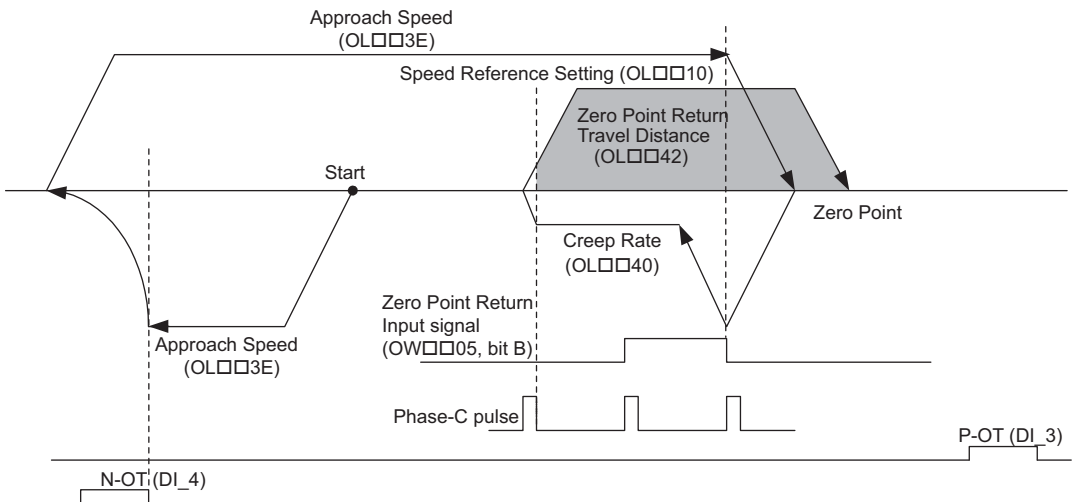 Approach Speed
(OL□□3E)
Speed Reference Setting (OL□□10)
Zero Point Return
Travel Distance
(OL□□42)
Start
Zero Point
Creep Rate
(OL□□40)
Zero Point Return
Input signal
(OW□□05, bit B)
Approach Speed
(OL□□3E)
Phase-C pulse
P-OT (DI_3)
N-OT (DI_4)